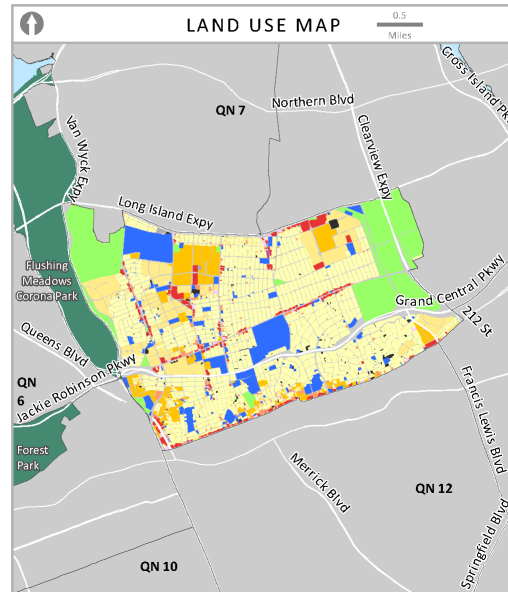 LAND USE MAP
0.5
Miles
Cross Island Pk
Northern Blvd
QN 7
Van Wyck Expy
Clearview Expy
Long Island Expy
Flushing
Meadows
Corona Park
Grand Central Pkwy
212 St
Queens Blvd
Jackie Robinson Pkwy
QN
6
Francis Lewis Blvd
Forest
Park
Merrick Blvd
QN 12
Springfield Blvd
QN 10